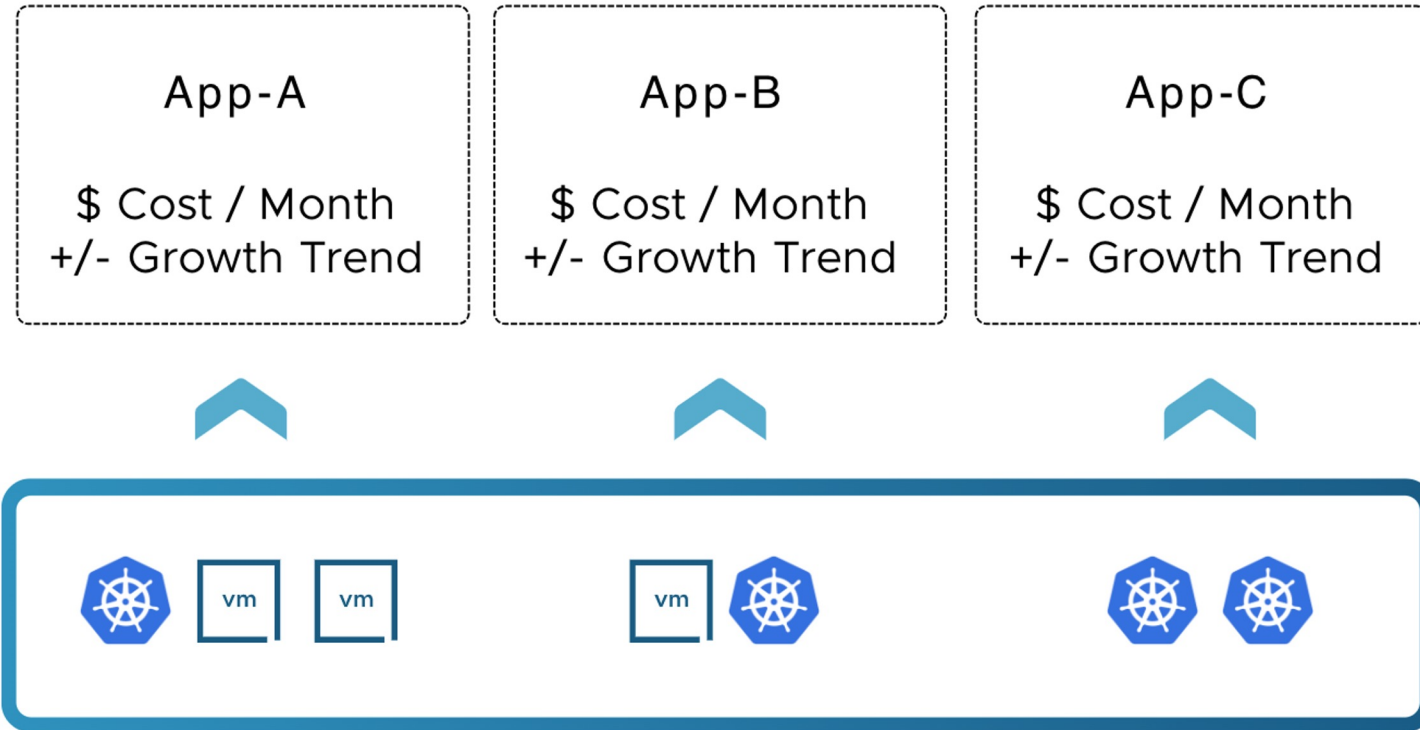 App-A
$ Cost / Month
+/- Growth Trend
App-B
$ Cost / Month
+/- Growth Trend
App-C
$ Cost / Month
+/- Growth Trend
vm
vm
vm